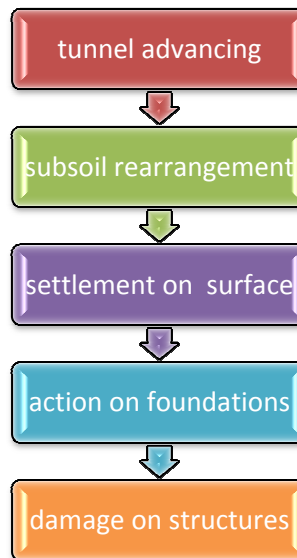 tunnel advancing
subsoil rearrangement
settlement on surface
action on foundations
damage on structures